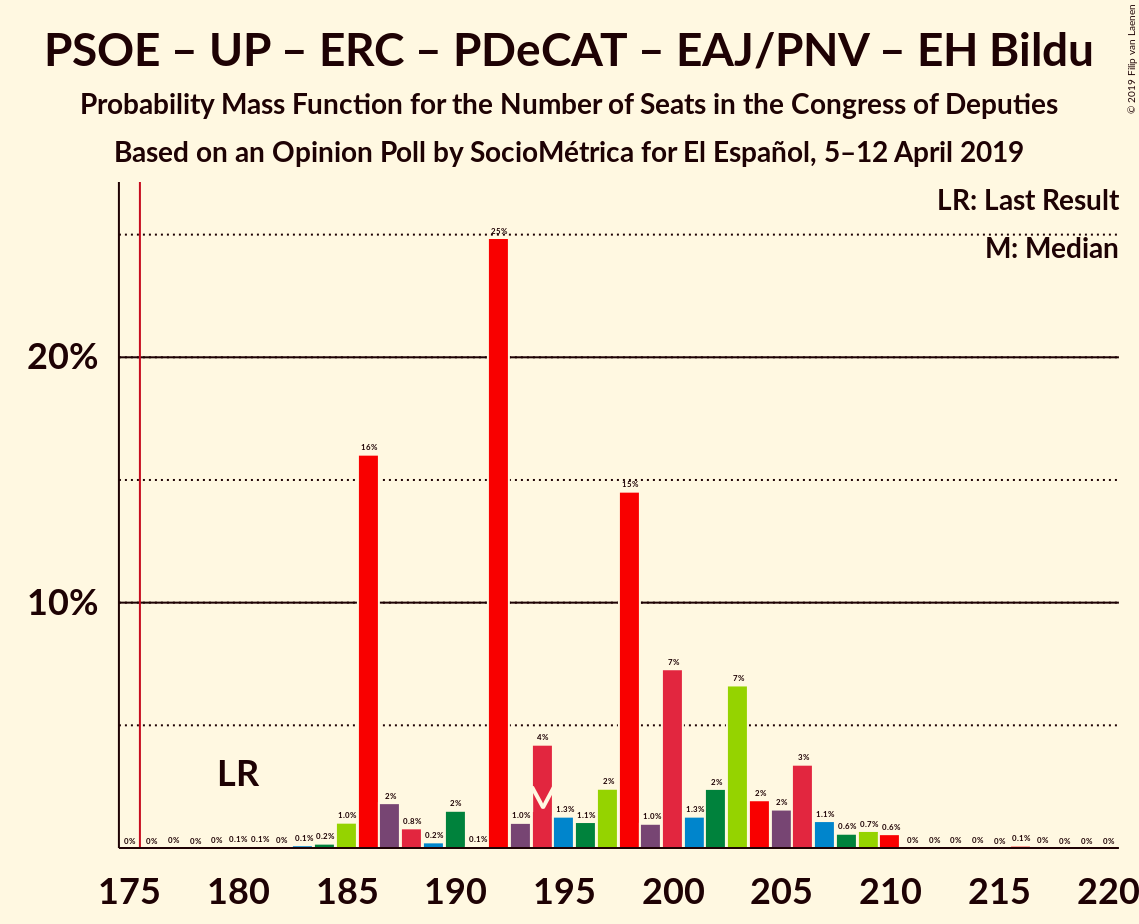 PSOE – UP – ERC – PDeCAT – EAJ/PNV – EH Bildu
Probability Mass Function for the Number of Seats in the Congress of Deputies
Based on an Opinion Poll by SocioMétrica for El Español, 5–12 April 2019
© 2019 Filip van Laenen
LR: Last Result
M: Median
25%
20%
16%
15%
10%
7%
7%
4%
3%
LR
2%
2%
2%
2%
2%
2%
1.0%
0.8%
0.2%
0.1%
1.0%
1.3%
1.1%
1.0%
1.3%
1.1%
0.6%
0.7%
0.6%
0% 0% 0% 0% 0% 0.1% 0.1% 0% 0.1% 0.2%
0% 0% 0% 0% 0% 0.1% 0% 0% 0% 0%
175 180 185 190 195 200 205 210 215 220